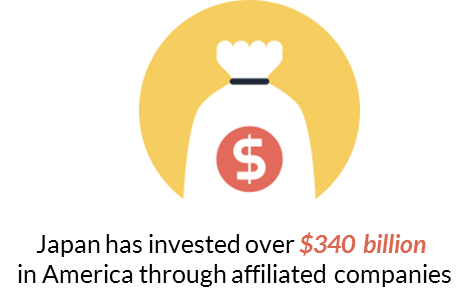 $
Japan has invested over $340 billion
in America through affiliated companies